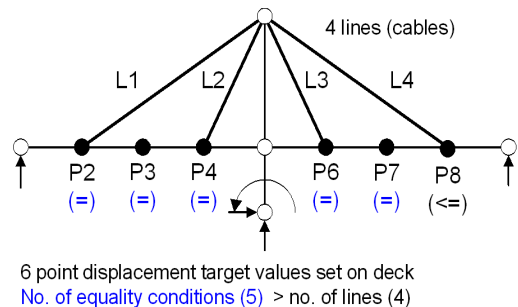 4 lines (cables)
L1 L2 L3 L4
P2 P3 P4 P6 P7 P8
(=) (=) (=) (=) (=) (<=)
6 point displacement target values set on deck
No. of equality conditions (5) > no. of lines (4)